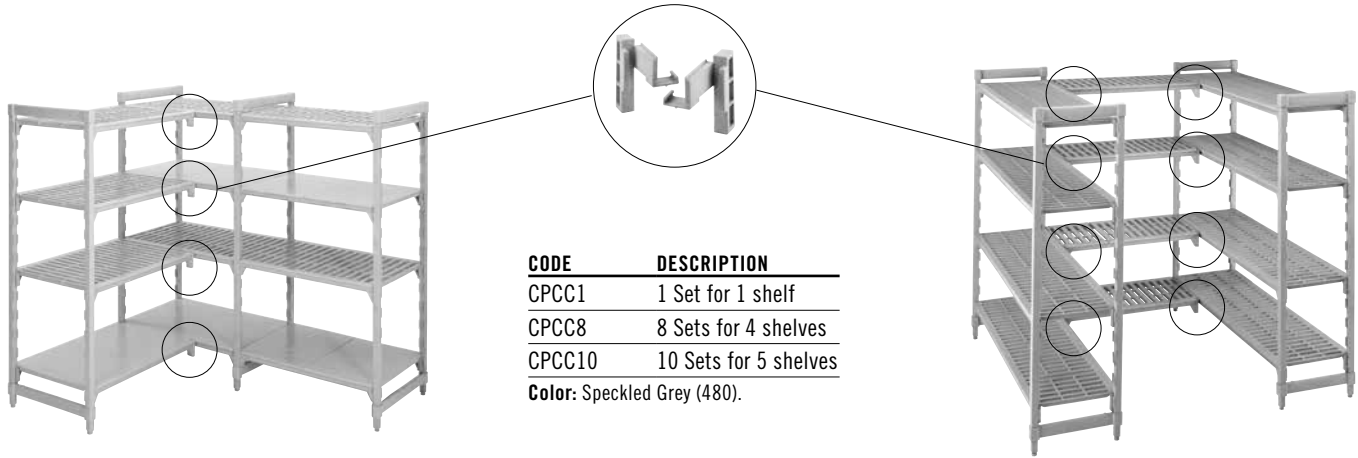 CODE DESCRIPTION
CPCC1 1 Set for 1 shelf
CPCC8 8 Sets for 4 shelves
CPCC10 10 Sets for 5 shelves
Color: Speckled Grey (480).